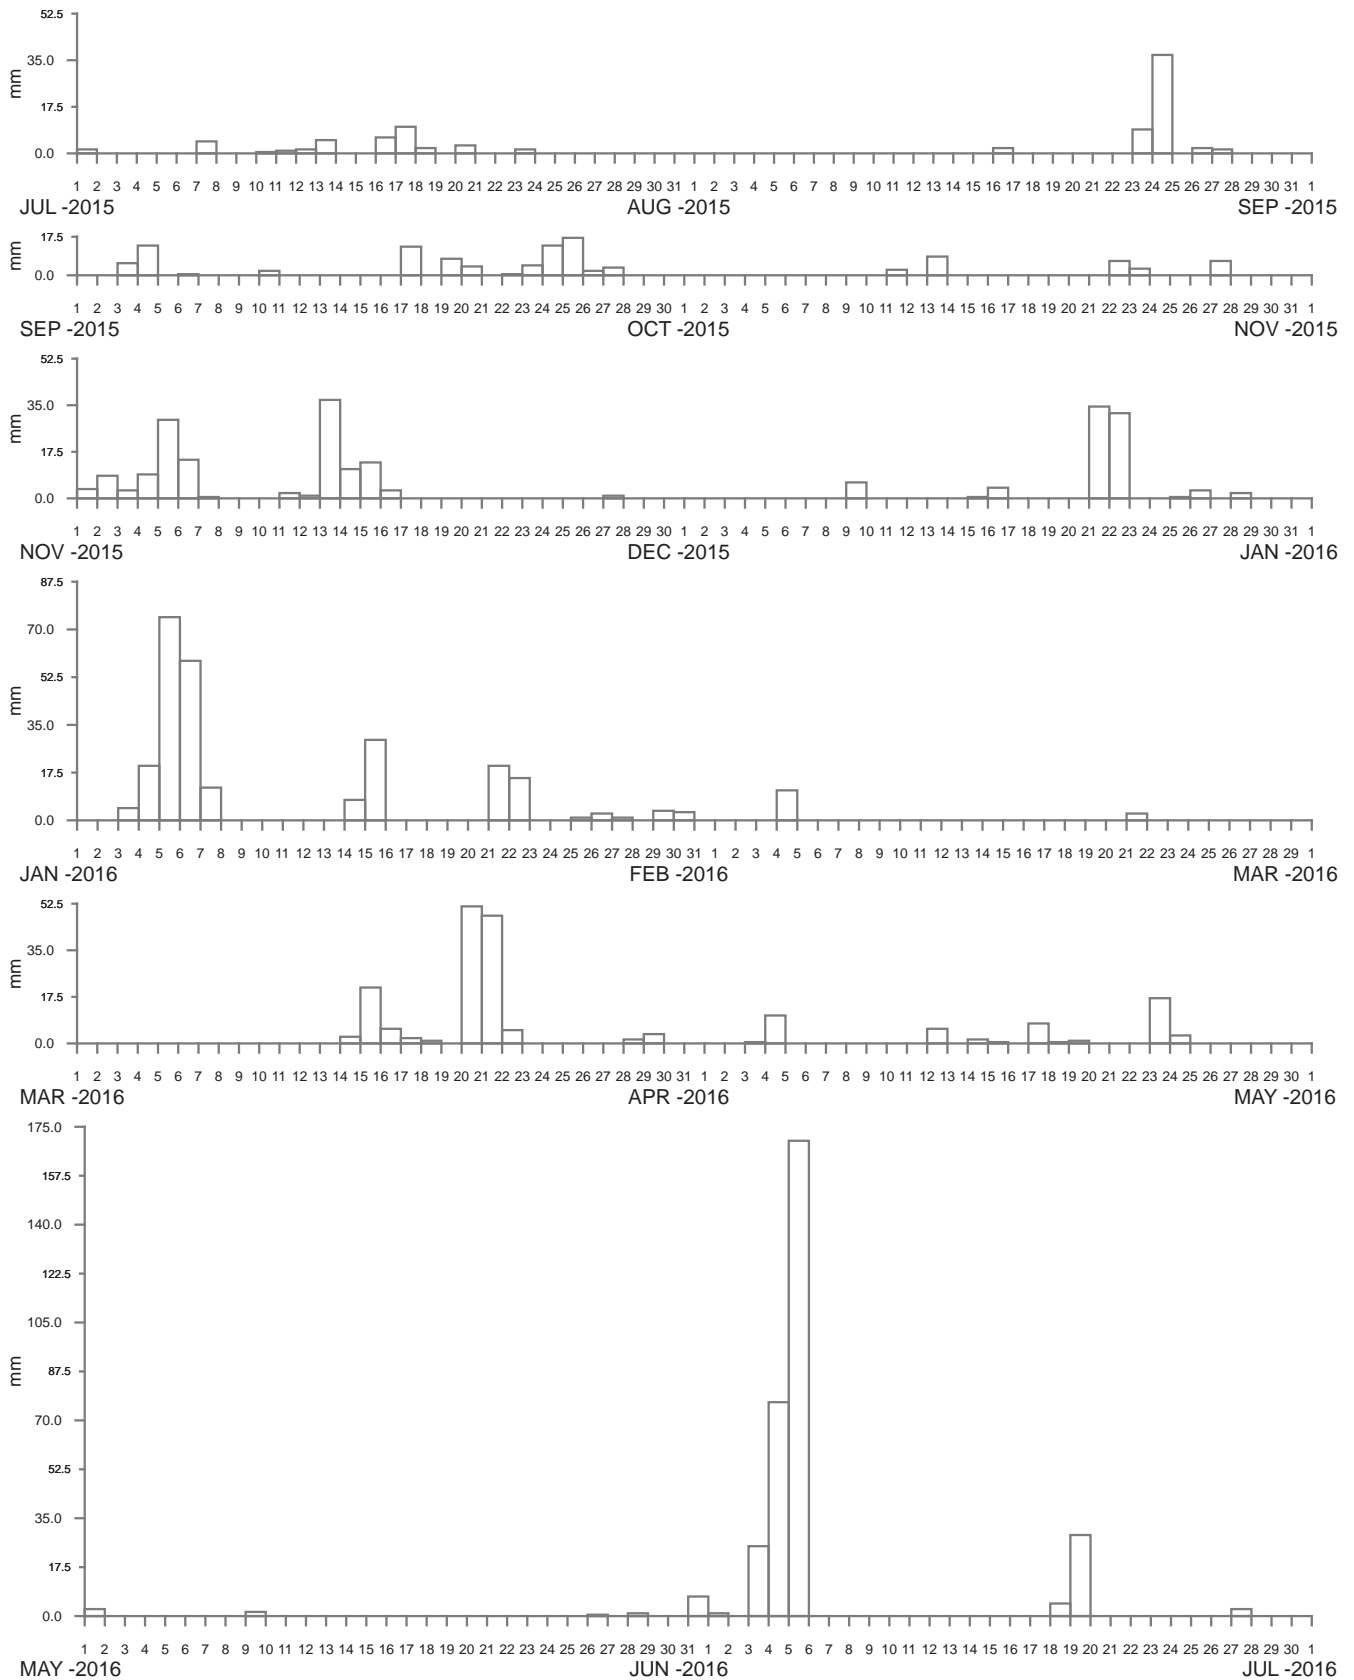 52.5
35.0
mm
17.5
0.0
1 2 3 4 5 6 7 8 9 10 11 12 13 14 15 16 17 18 19 20 21 22 23 24 25 26 27 28 29 30 31 1 2 3 4 5 6 7 8 9 10 11 12 13 14 15 16 17 18 19 20 21 22 23 24 25 26 27 28 29 30 31 1
JUL -2015 AUG -2015 SEP -2015
17.5
mm
0.0
1 2 3 4 5 6 7 8 9 10 11 12 13 14 15 16 17 18 19 20 21 22 23 24 25 26 27 28 29 30 1 2 3 4 5 6 7 8 9 10 11 12 13 14 15 16 17 18 19 20 21 22 23 24 25 26 27 28 29 30 31 1
SEP -2015 OCT -2015 NOV -2015
52.5
35.0
mm
17.5
0.0
1 2 3 4 5 6 7 8 9 10 11 12 13 14 15 16 17 18 19 20 21 22 23 24 25 26 27 28 29 30 1 2 3 4 5 6 7 8 9 10 11 12 13 14 15 16 17 18 19 20 21 22 23 24 25 26 27 28 29 30 31 1
NOV -2015 DEC -2015 JAN -2016
87.5
70.0
52.5
mm
35.0
17.5
0.0
1 2 3 4 5 6 7 8 9 10 11 12 13 14 15 16 17 18 19 20 21 22 23 24 25 26 27 28 29 30 31 1 2 3 4 5 6 7 8 9 10 11 12 13 14 15 16 17 18 19 20 21 22 23 24 25 26 27 28 29 1
JAN -2016 FEB -2016 MAR -2016
52.5
35.0
mm
17.5
0.0
1 2 3 4 5 6 7 8 9 10 11 12 13 14 15 16 17 18 19 20 21 22 23 24 25 26 27 28 29 30 31 1 2 3 4 5 6 7 8 9 10 11 12 13 14 15 16 17 18 19 20 21 22 23 24 25 26 27 28 29 30 1
MAR -2016 APR -2016 MAY -2016
175.0
157.5
140.0
122.5
105.0
87.5
mm
70.0
52.5
35.0
17.5
0.0
1 2 3 4 5 6 7 8 9 10 11 12 13 14 15 16 17 18 19 20 21 22 23 24 25 26 27 28 29 30 31 1 2 3 4 5 6 7 8 9 10 11 12 13 14 15 16 17 18 19 20 21 22 23 24 25 26 27 28 29 30 1
MAY -2016 JUN -2016 JUL -2016